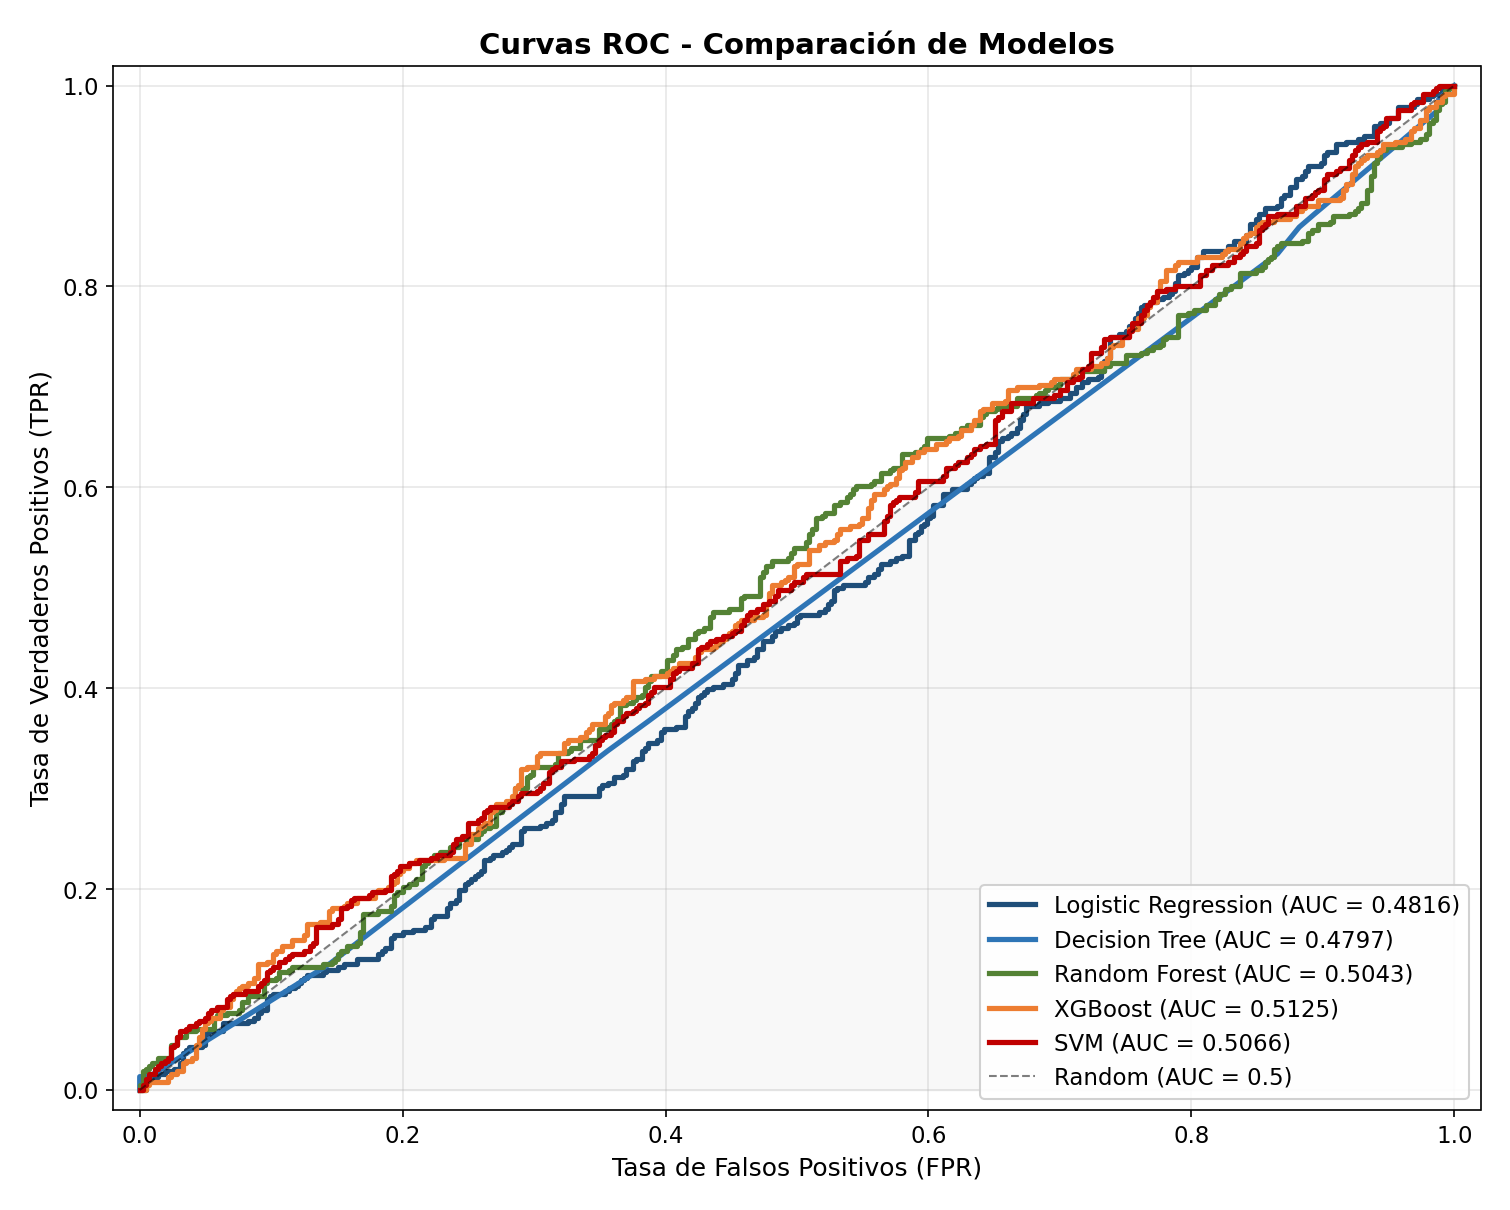 Curvas ROC - Comparación de Modelos
Tasa de Verdaderos Positivos (TPR)
1.0
0.8
0.6
0.4
0.2
0.0
Logistic Regression (AUC = 0.4816)
Decision Tree (AUC = 0.4797)
Random Forest (AUC = 0.5043)
XGBoost (AUC = 0.5125)
SVM (AUC = 0.5066)
Random (AUC = 0.5)
0.0 0.2 0.4 0.6 0.8 1.0
Tasa de Falsos Positivos (FPR)